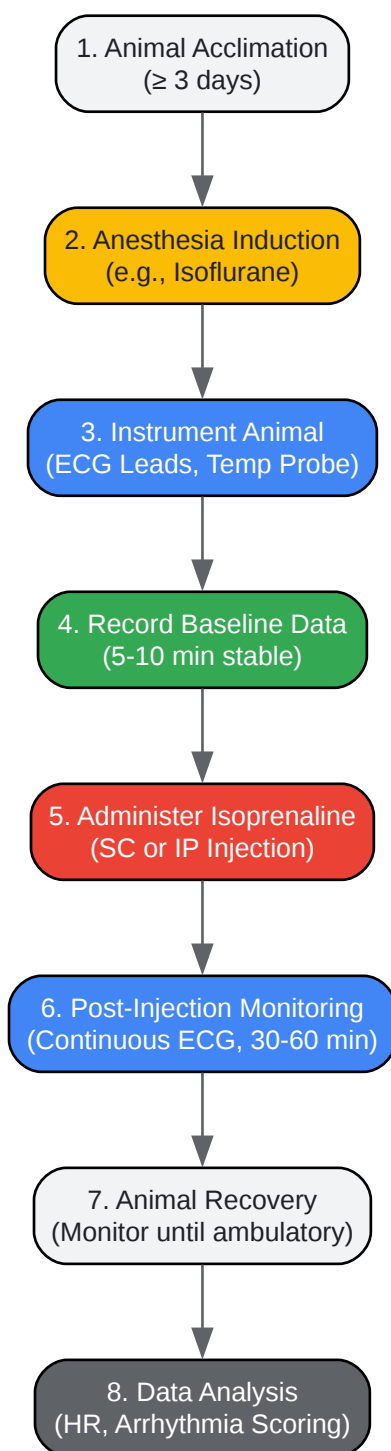 1. Animal Acclimation
(≥ 3 days)
2. Anesthesia Induction
(e.g., Isoflurane)
3. Instrument Animal
(ECG Leads, Temp Probe)
4. Record Baseline Data
(5-10 min stable)
5. Administer Isoprenaline
(SC or IP Injection)
6. Post-Injection Monitoring
(Continuous ECG, 30-60 min)
7. Animal Recovery
(Monitor until ambulatory)
8. Data Analysis
(HR, Arrhythmia Scoring)